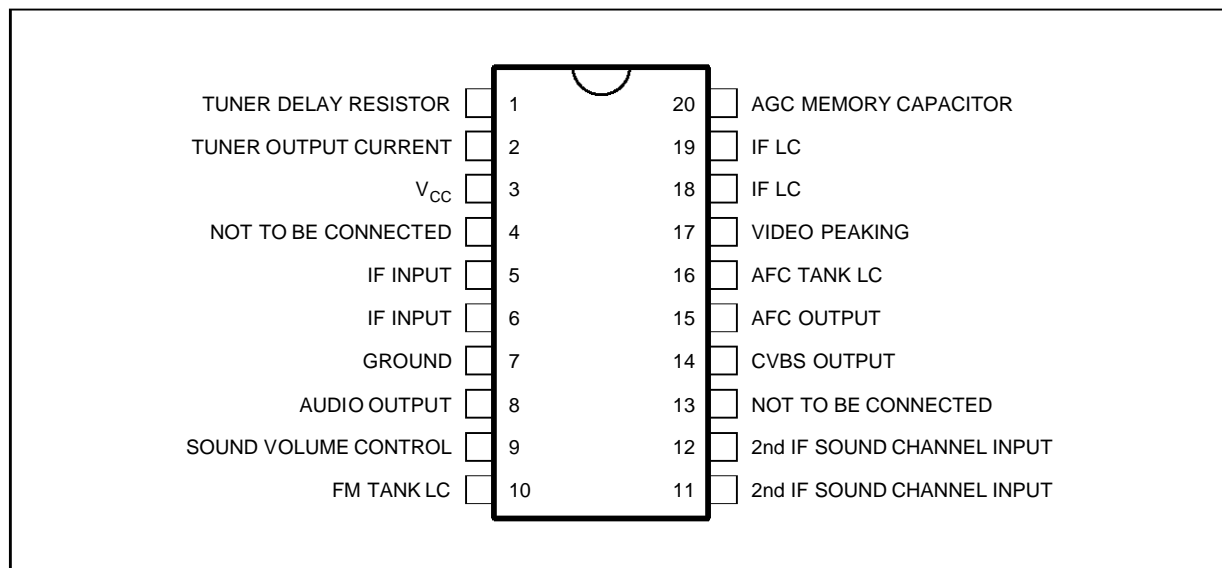 TUNER DELAY RESISTOR 1 20 AGC MEMORY CAPACITOR
TUNER OUTPUT CURRENT 2 19 IF LC
VCC 3 18 IF LC
NOT TO BE CONNECTED 4 17 VIDEO PEAKING
IF INPUT 5 16 AFC TANK LC
IF INPUT 6 15 AFC OUTPUT
GROUND 7 14 CVBS OUTPUT
AUDIO OUTPUT 8 13 NOT TO BE CONNECTED
SOUND VOLUME CONTROL 9 12 2nd IF SOUND CHANNEL INPUT
FM TANK LC 10 11 2nd IF SOUND CHANNEL INPUT